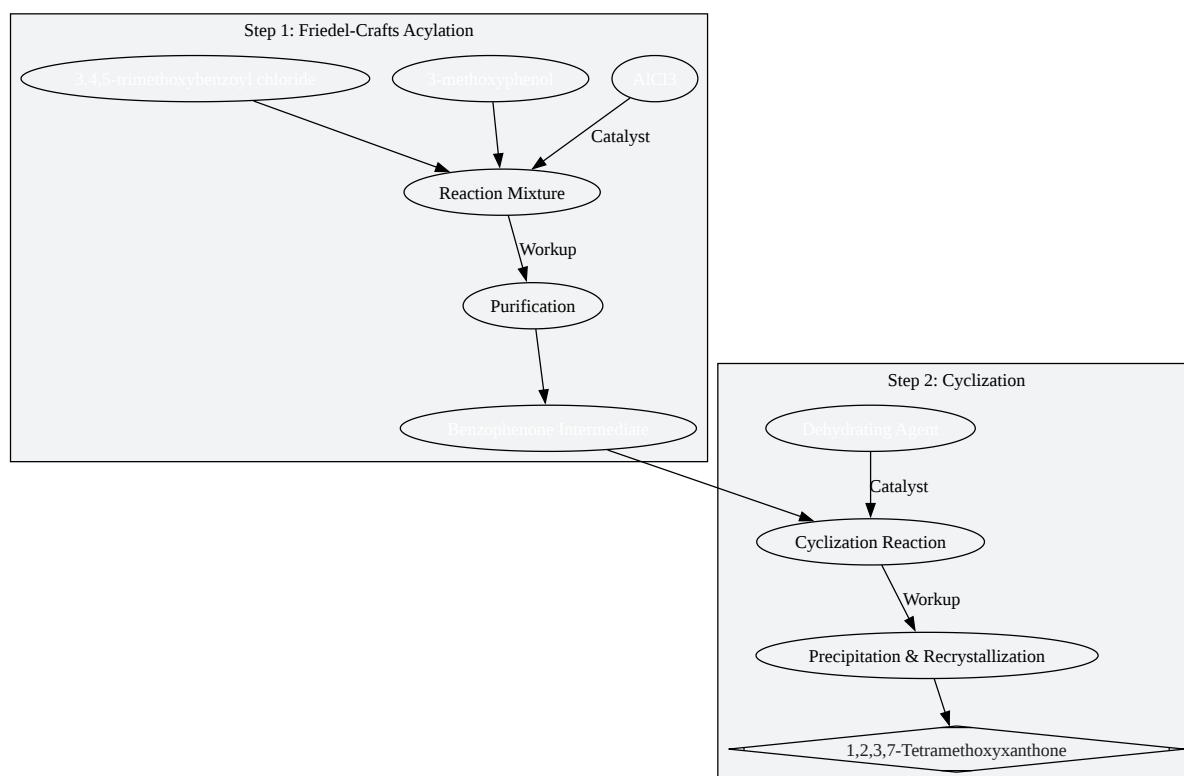 Step 1: Friedel-Crafts Acylation
3,4,5-trimethoxybenzoyl chloride
3-methoxyphenol
AlCl3
Catalyst
Reaction Mixture
Workup
Purification
Benzophenone Intermediate
Step 2: Cyclization
Dehydrating Agent
Catalyst
Cyclization Reaction
Workup
Precipitation & Recrystallization
1,2,3,7-Tetramethoxyxanthone